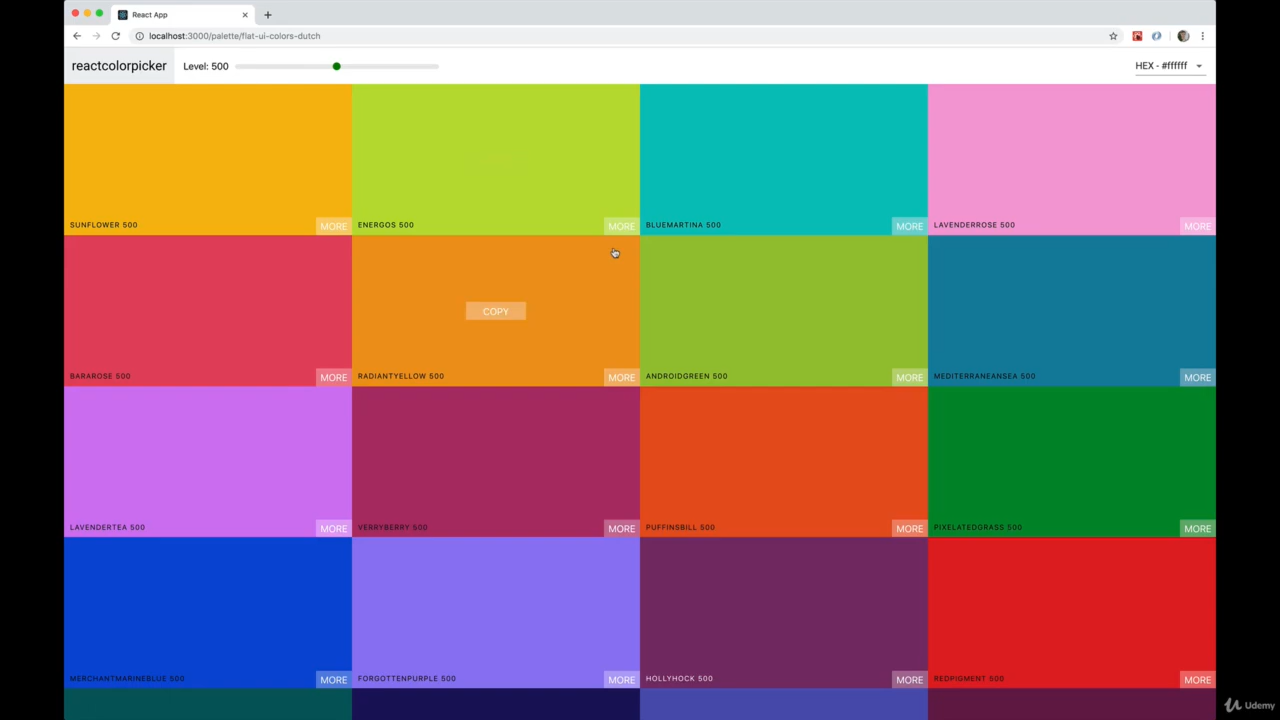 React App
localhost:3000/palette/flat-ui-colors-dutch
reactcolorpicker
Level: 500
HEX - #ffffff
SUNFLOWER 500
MORE
ENERGOS 500
MORE
BLUEMARTINA 500
MORE
LAVENDERROSE 500
MORE
COPY
BARAROSE 500
MORE
RADIANTYELLOW 500
MORE
ANDROIDGREEN 500
MORE
MEDITERRANEANSEA 500
MORE
LAVENDERTEA 500
MORE
VERRYBERRY 500
MORE
PUFFINSBILL 500
MORE
PIXELATEDGRASS 500
MORE
MERCHANTMARINEBLUE 500
MORE
FORGOTTENPURPLE 500
MORE
HOLLYHOCK 500
MORE
REDPIGMENT 500
MORE
Udemy